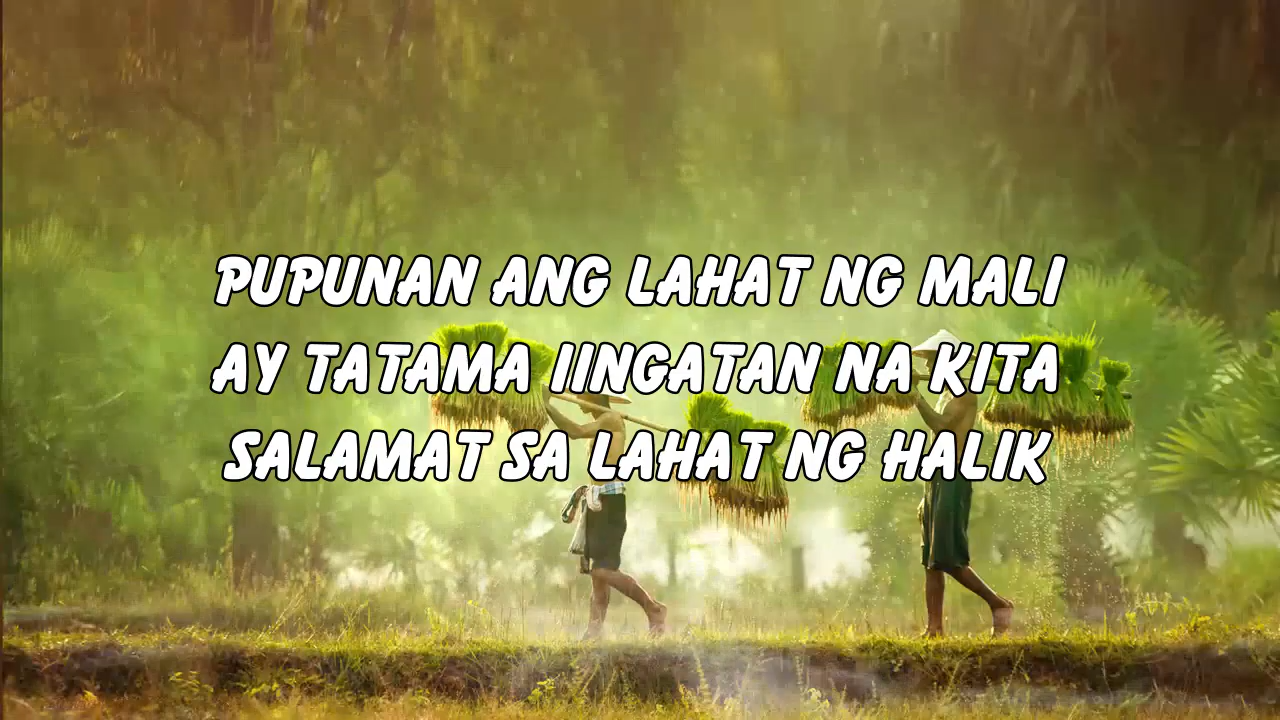 PUPUNAN ANG LAHAT NG MALI
AY TATAMA IINGATAN NA KITA
SALAMAT SA LAHAT NG HALIK